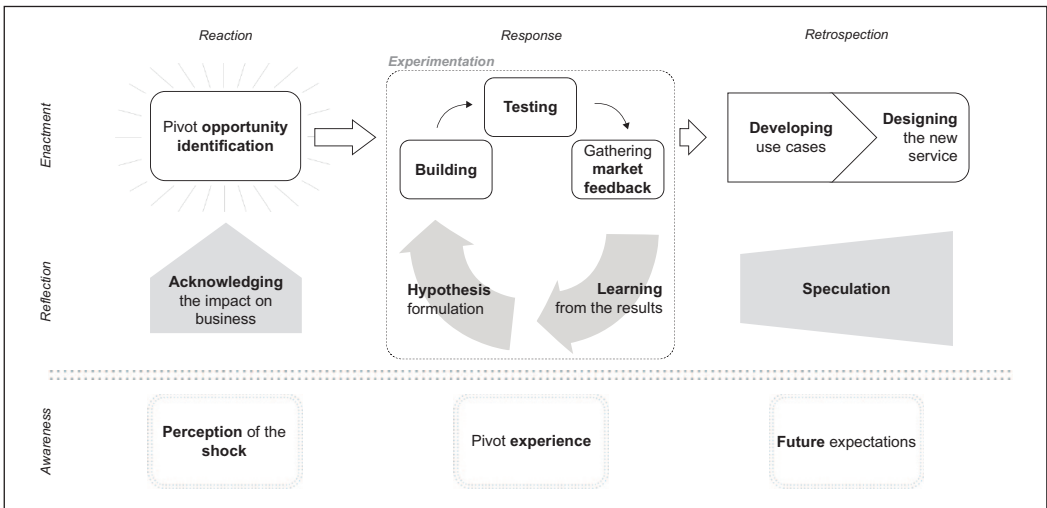 Reaction
Response
Retrospection
Experimentation
Enactment
Pivot opportunity
identification
Building
Testing
Gathering
market
feedback
Developing
use cases
Designing
the new
service
Reflection
Acknowledging
the impact on
business
Hypothesis
formulation
Learning
from the results
Speculation
Awareness
Perception of the
shock
Pivot experience
Future expectations